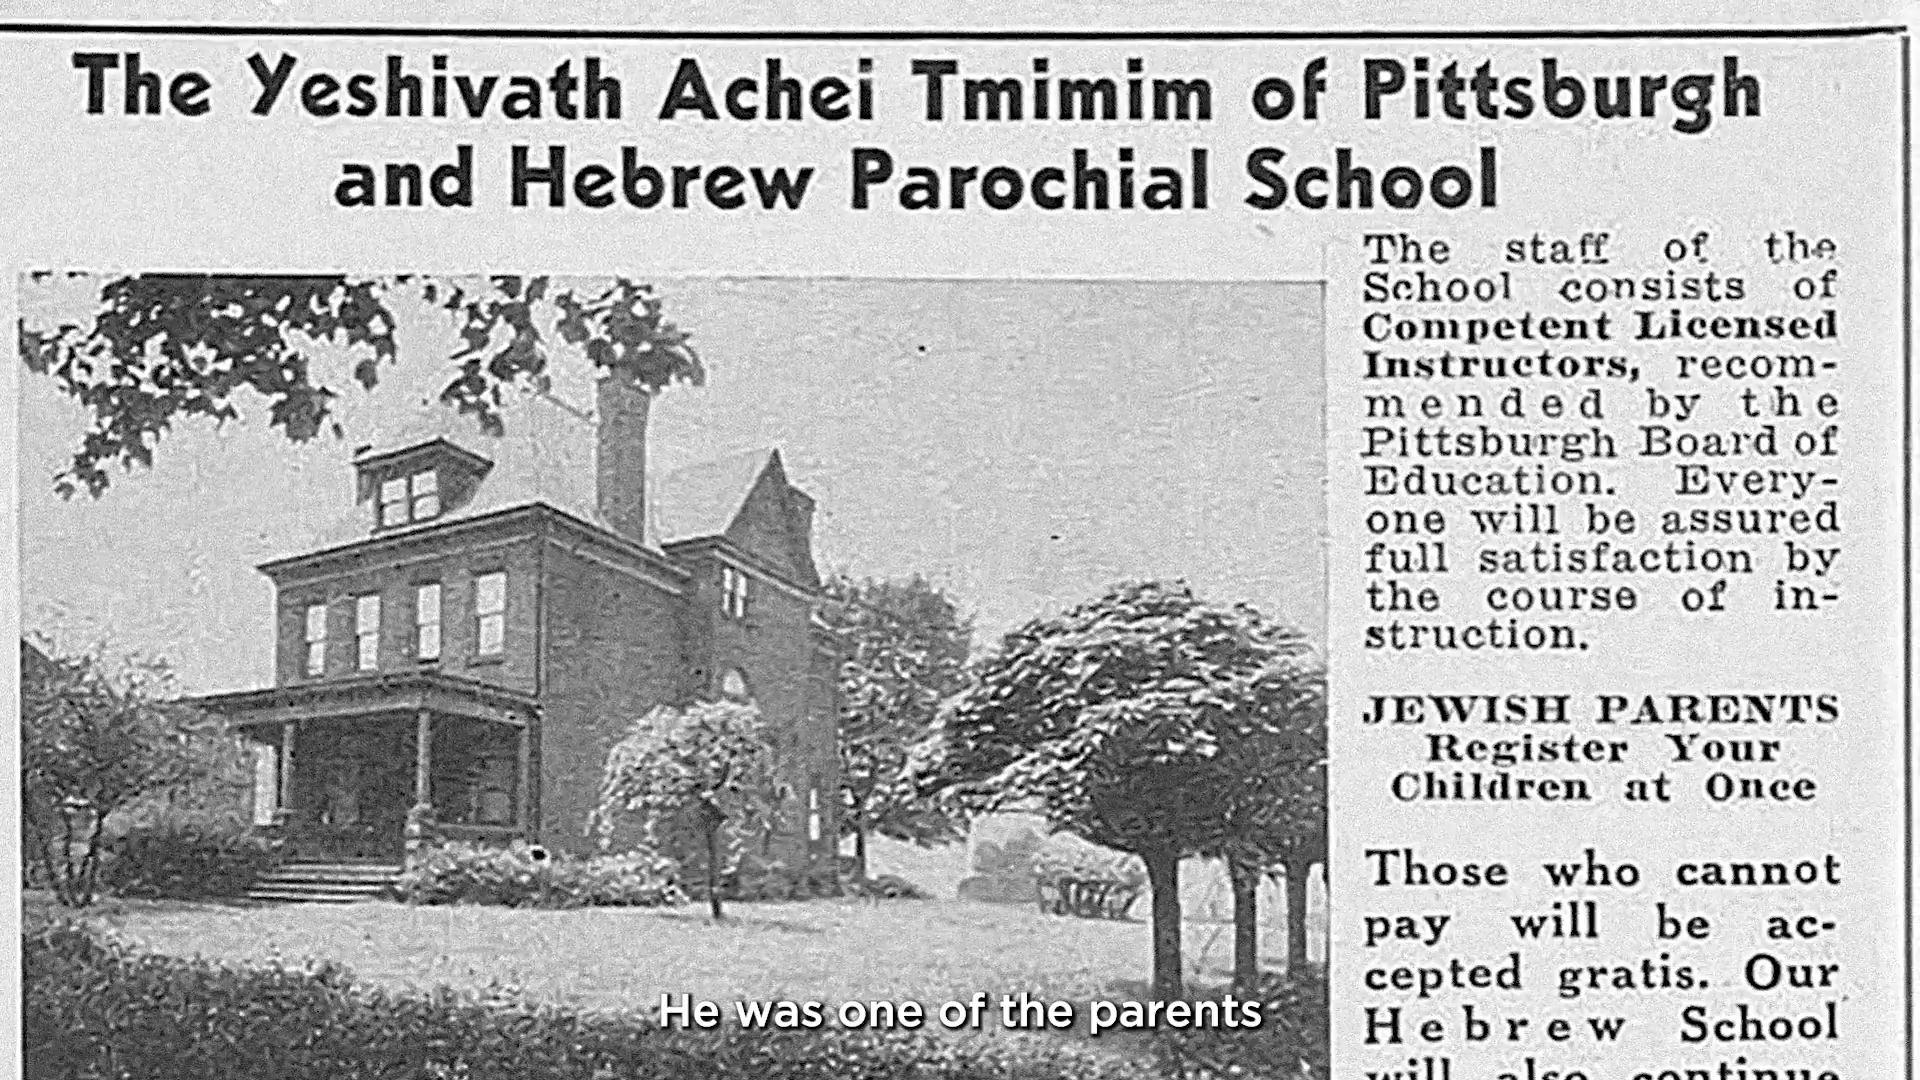 The Yeshivath Achei Tmimim of Pittsburgh
and Hebrew Parochial School
The staff of the
School consists of
Competent Licensed
Instructors, recom-
mended by the
Pittsburgh Board of
Education. Every-
one will be assured
full satisfaction by
the course of in-
struction.
JEWISH PARENTS
Register Your
Children at Once
Those who cannot
pay will be ac-
cepted gratis. Our
Hebrew School
will also continue
He was one of the parents